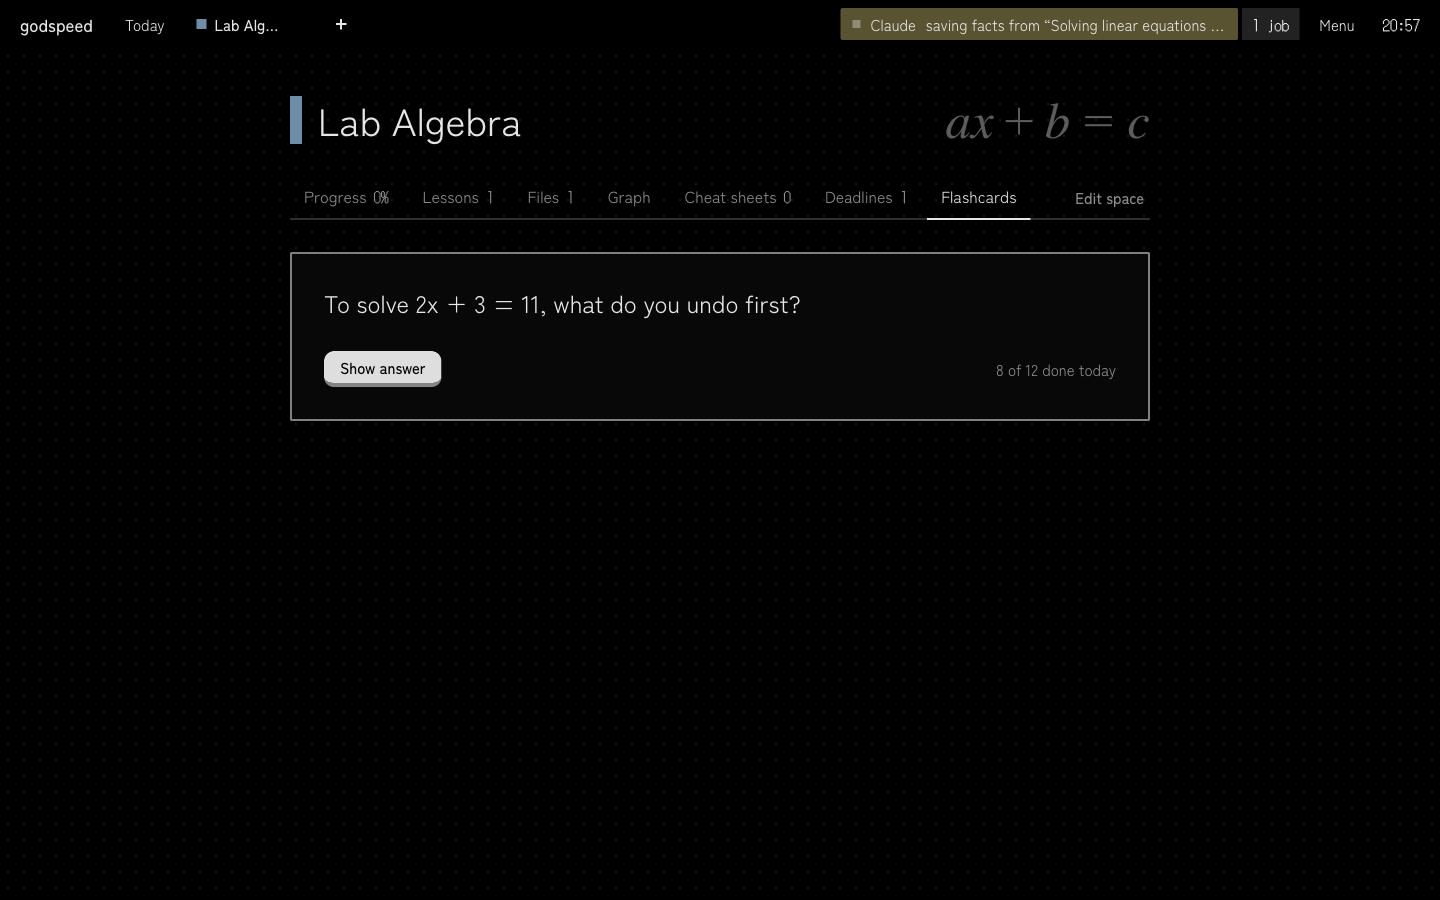 godspeed Today Lab Alg... + Claude saving facts from “Solving linear equations ... 1 job Menu 20:57
Lab Algebra ax + b = c
Progress 0% Lessons 1 Files 1 Graph Cheat sheets 0 Deadlines 1 Flashcards Edit space
To solve 2x + 3 = 11, what do you undo first?
Show answer 8 of 12 done today